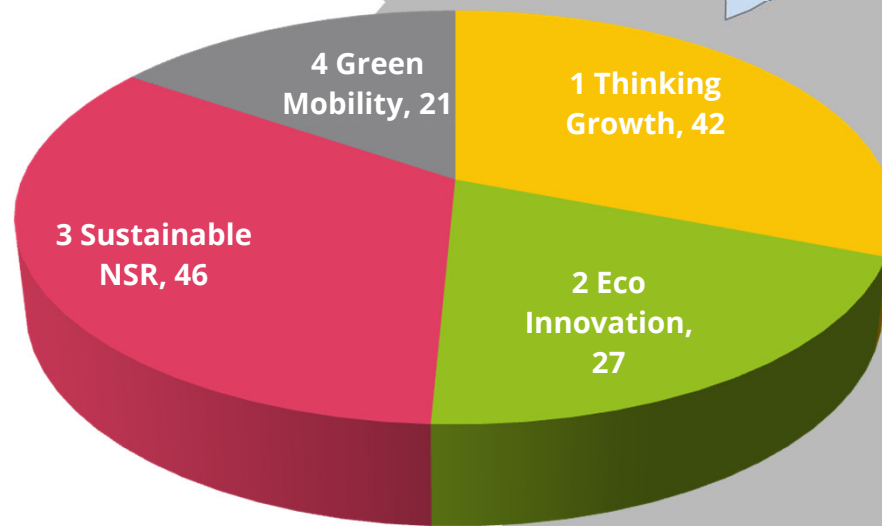 4 Green
Mobility, 21
1 Thinking
Growth, 42
3 Sustainable
NSR, 46
2 Eco
Innovation,
27